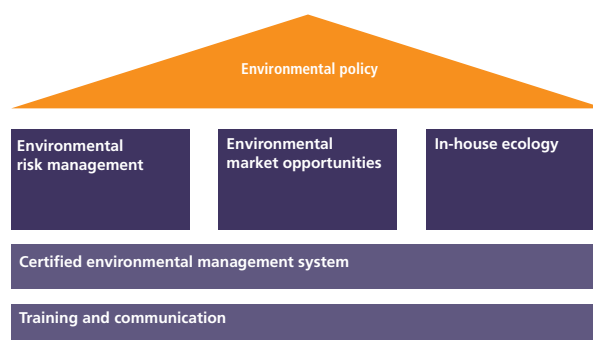 Environmental policy
Environmental
risk management
Environmental
market opportunities
In-house ecology
Certified environmental management system
Training and communication